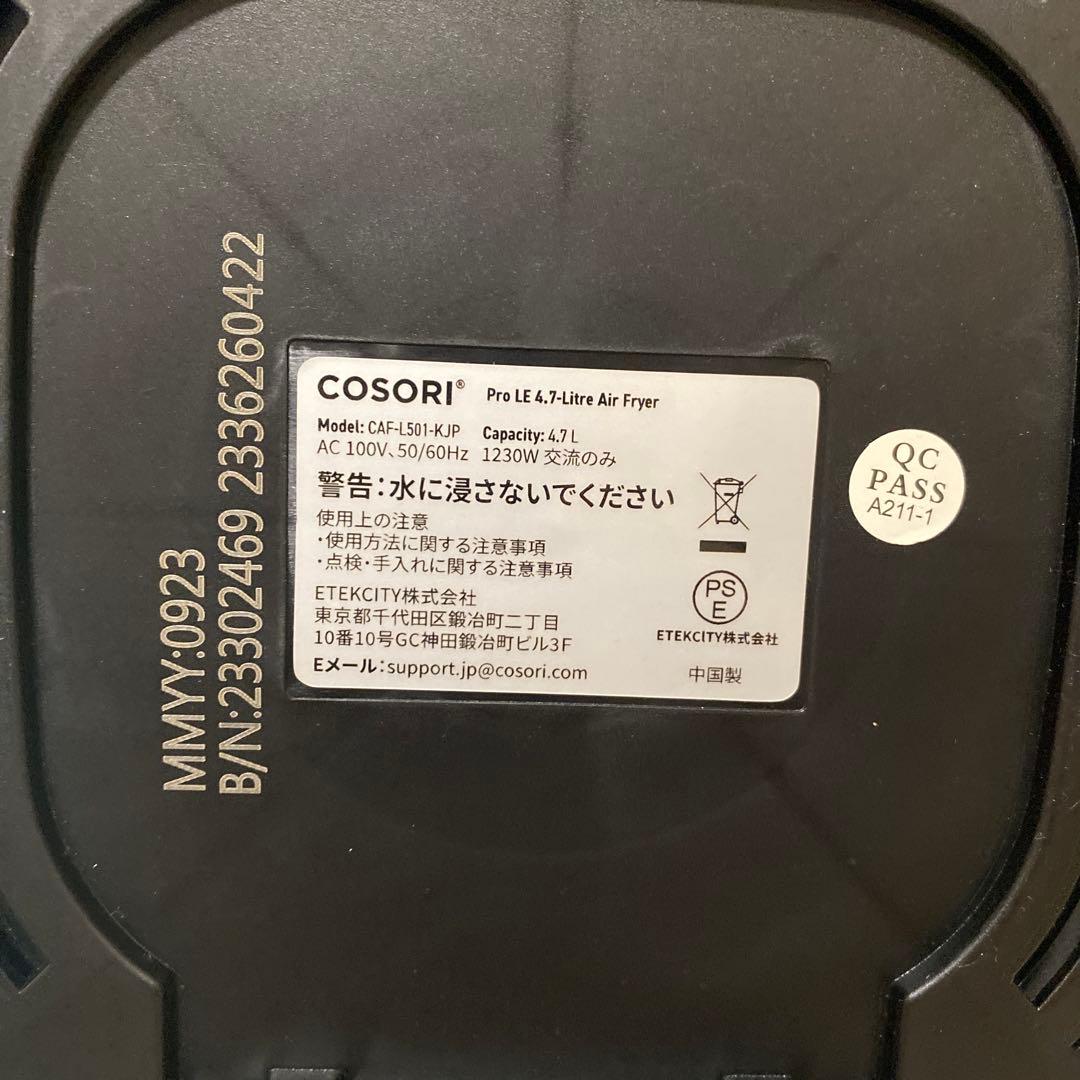 COSORI® Pro LE 4.7-Litre Air Fryer
Model: CAF-L501-KJP Capacity: 4.7 L
AC 100V、50/60Hz 1230W 交流のみ
警告：水に浸さないでください
使用上の注意
・使用方法に関する注意事項
・点検・手入れに関する注意事項
ETEKCITY株式会社
東京都千代田区鍛冶町二丁目
10番10号GC神田鍛冶町ビル3F
Eメール：support.jp@cosori.com
PS
E
ETEKCITY株式会社
中国製
QC
PASS
A211-1
MMYY:0923
B/N:23302469 2336260422